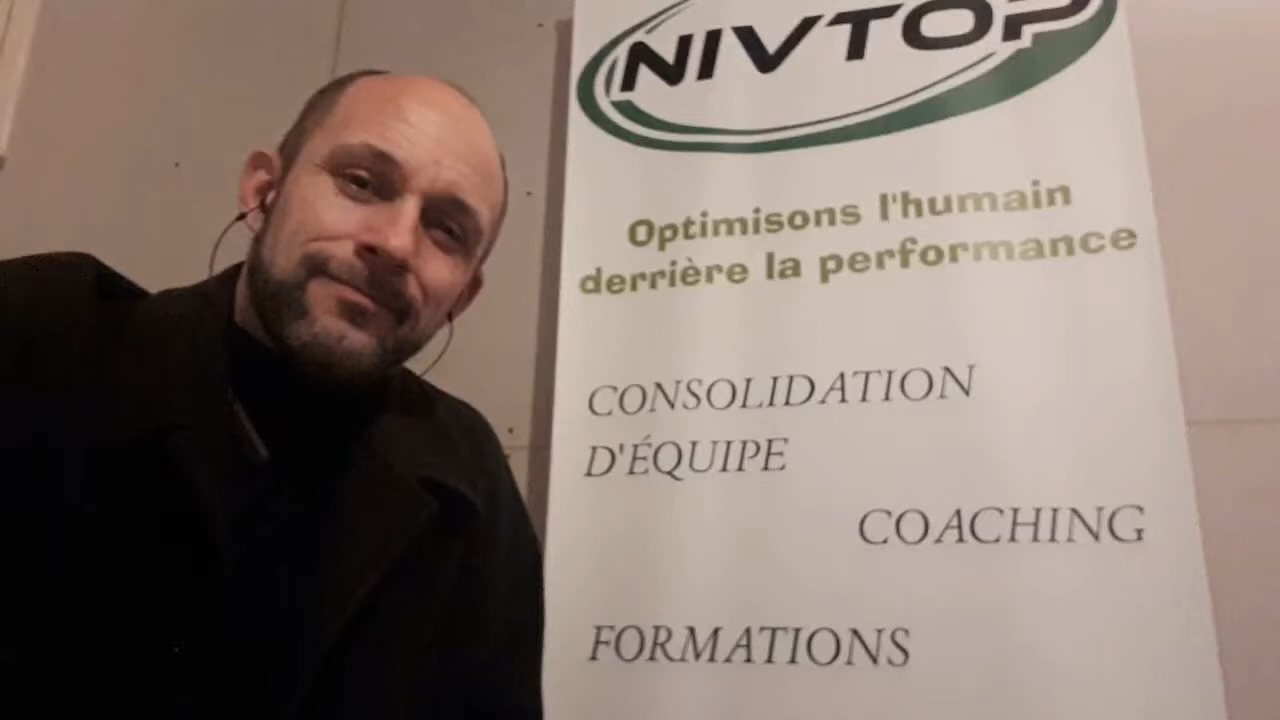 NIVTOP
Optimisons l'humain
derrière la performance
CONSOLIDATION
D'ÉQUIPE
COACHING
FORMATIONS